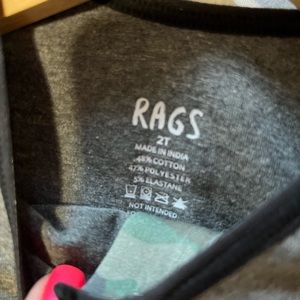 RAGS
2T
MADE IN INDIA
48% COTTON
47% POLYESTER
5% ELASTANE
NOT INTENDED